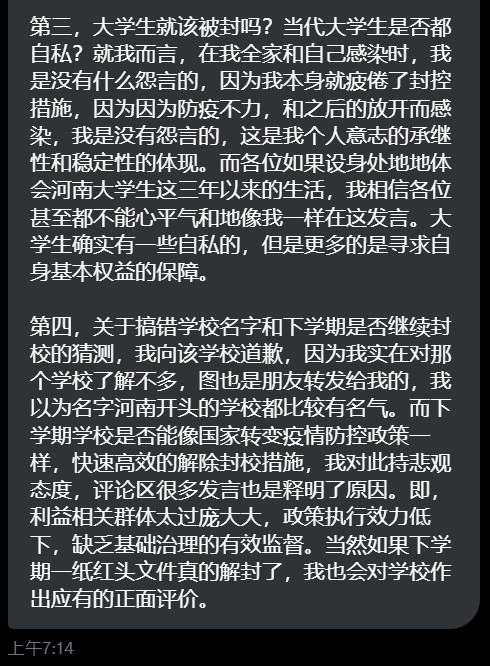 第三，大学生就该被封吗？当代大学生是否都
自私？就我而言，在我全家和自己感染时，我
是没有什么怨言的，因为我本身就疲倦了封控
措施，因为因为防疫不力，和之后的放开而感
染，我是没有怨言的，这是我个人意志的承继
性和稳定性的体现。而各位如果设身处地地体
会河南大学生这三年以来的生活，我相信各位
甚至都不能心平气和地像我一样在这发言。大
学生确实有一些自私的，但是更多的是寻求自
身基本权益的保障。
第四，关于搞错学校名字和下学期是否继续封
校的猜测，我向该学校道歉，因为我实在对那
个学校了解不多，图也是朋友转发给我的，我
以为名字河南开头的学校都比较有名气。而下
学期学校是否能像国家转变疫情防控政策一
样，快速高效的解除封校措施，我对此持悲观
态度，评论区很多发言也是释明了原因。即，
利益相关群体太过庞大大，政策执行效力低
下，缺乏基础治理的有效监督。当然如果下学
期一纸红头文件真的解封了，我也会对学校作
出应有的正面评价。
上午7:14